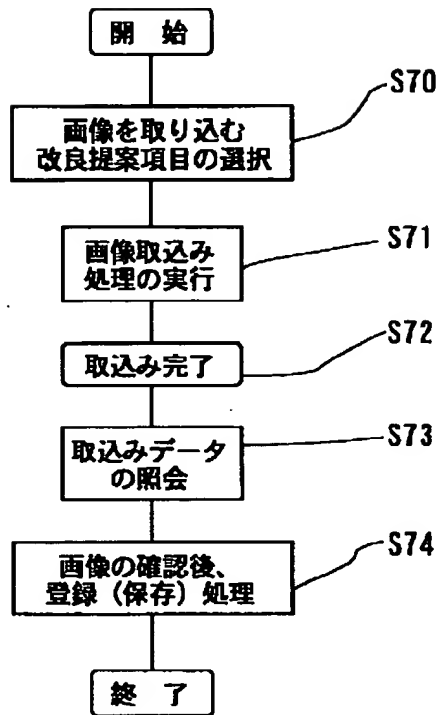 開 始
S70
画像を取り込む
改良提案項目の選択
S71
画像取込み
処理の実行
S72
取込み完了
S73
取込みデータ
の照会
S74
画像の確認後、
登録（保存）処理
終 了